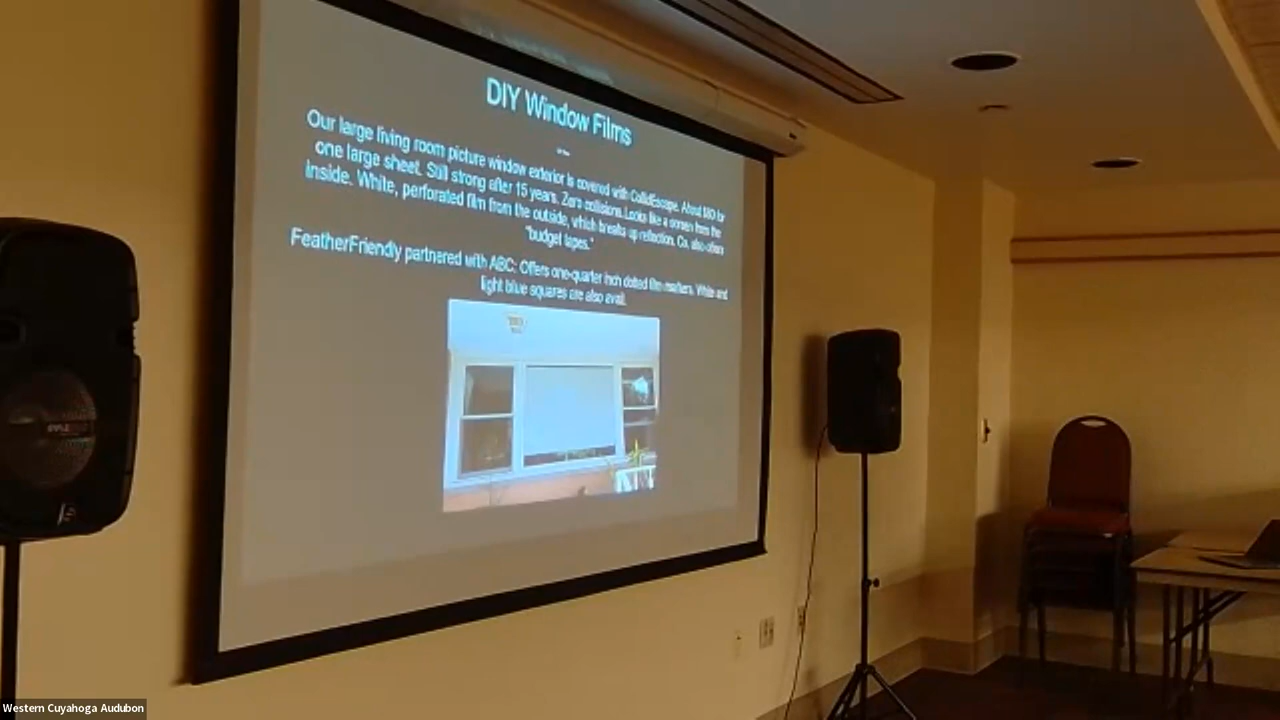 DIY Window Films
Our large living room picture window exterior is covered with CollidEscape. About $80 for
one large sheet. Still strong after 15 years. Zero collisions. Looks like a screen from the
inside. White, perforated film from the outside, which breaks up reflection. Co. also offers
"budget tapes."
FeatherFriendly partnered with ABC: Offers one-quarter inch dotted film markers. White and
light blue squares are also avail.
Western Cuyahoga Audubon